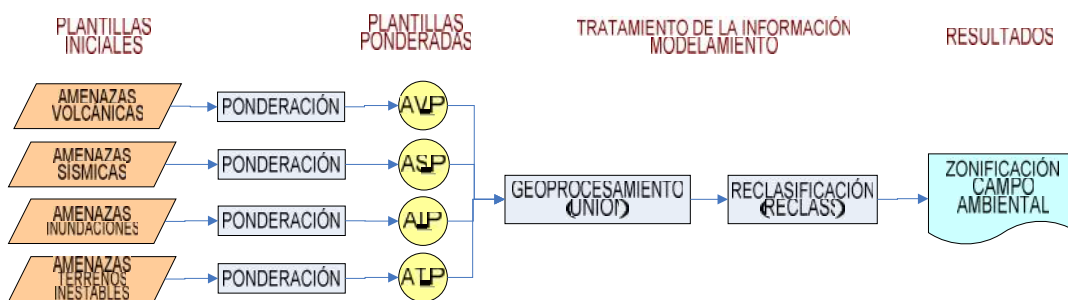 PLANTILLAS
INICIALES
PLANTILLAS
PONDERADAS
TRATAMIENTO DE LA INFORMACIÓN
MODELAMIENTO
RESULTADOS
AMENAZAS
VOLCÁNICAS
PONDERACIÓN
AVP
AMENAZAS
SÍSMICAS
PONDERACIÓN
ASP
AMENAZAS
INUNDACIONES
PONDERACIÓN
AIP
AMENAZAS
TERRENOS
INESTABLES
PONDERACIÓN
ATP
GEOPROCESAMIENTO
(UNIÓN)
RECLASIFICACIÓN
(RECLASS)
ZONIFICACIÓN
CAMPO
AMBIENTAL